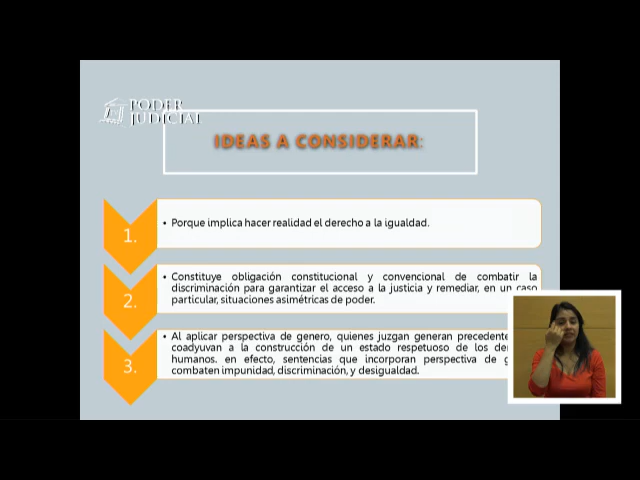 PODER
JUDICIAL
IDEAS A CONSIDERAR:
1.
• Porque implica hacer realidad el derecho a la igualdad.
2.
• Constituye obligación constitucional y convencional de combatir la
discriminación para garantizar el acceso a la justicia y remediar, en un caso
particular, situaciones asimétricas de poder.
3.
• Al aplicar perspectiva de genero, quienes juzgan generan precedente
coadyuvan a la construcción de un estado respetuoso de los
humanos. en efecto, sentencias que incorporan perspectiva de
combaten impunidad, discriminación, y desigualdad.